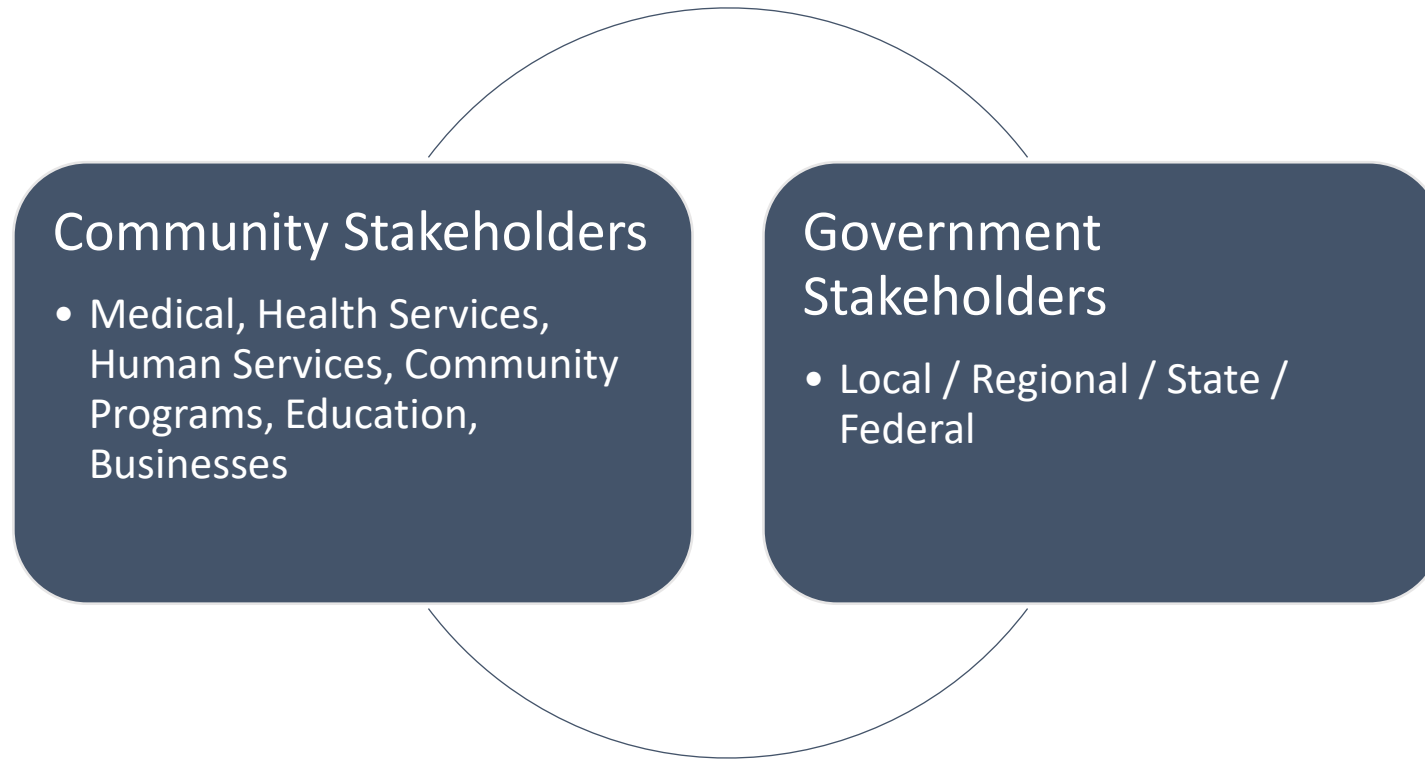 Community Stakeholders
• Medical, Health Services,
Human Services, Community
Programs, Education,
Businesses
Government
Stakeholders
• Local / Regional / State /
Federal